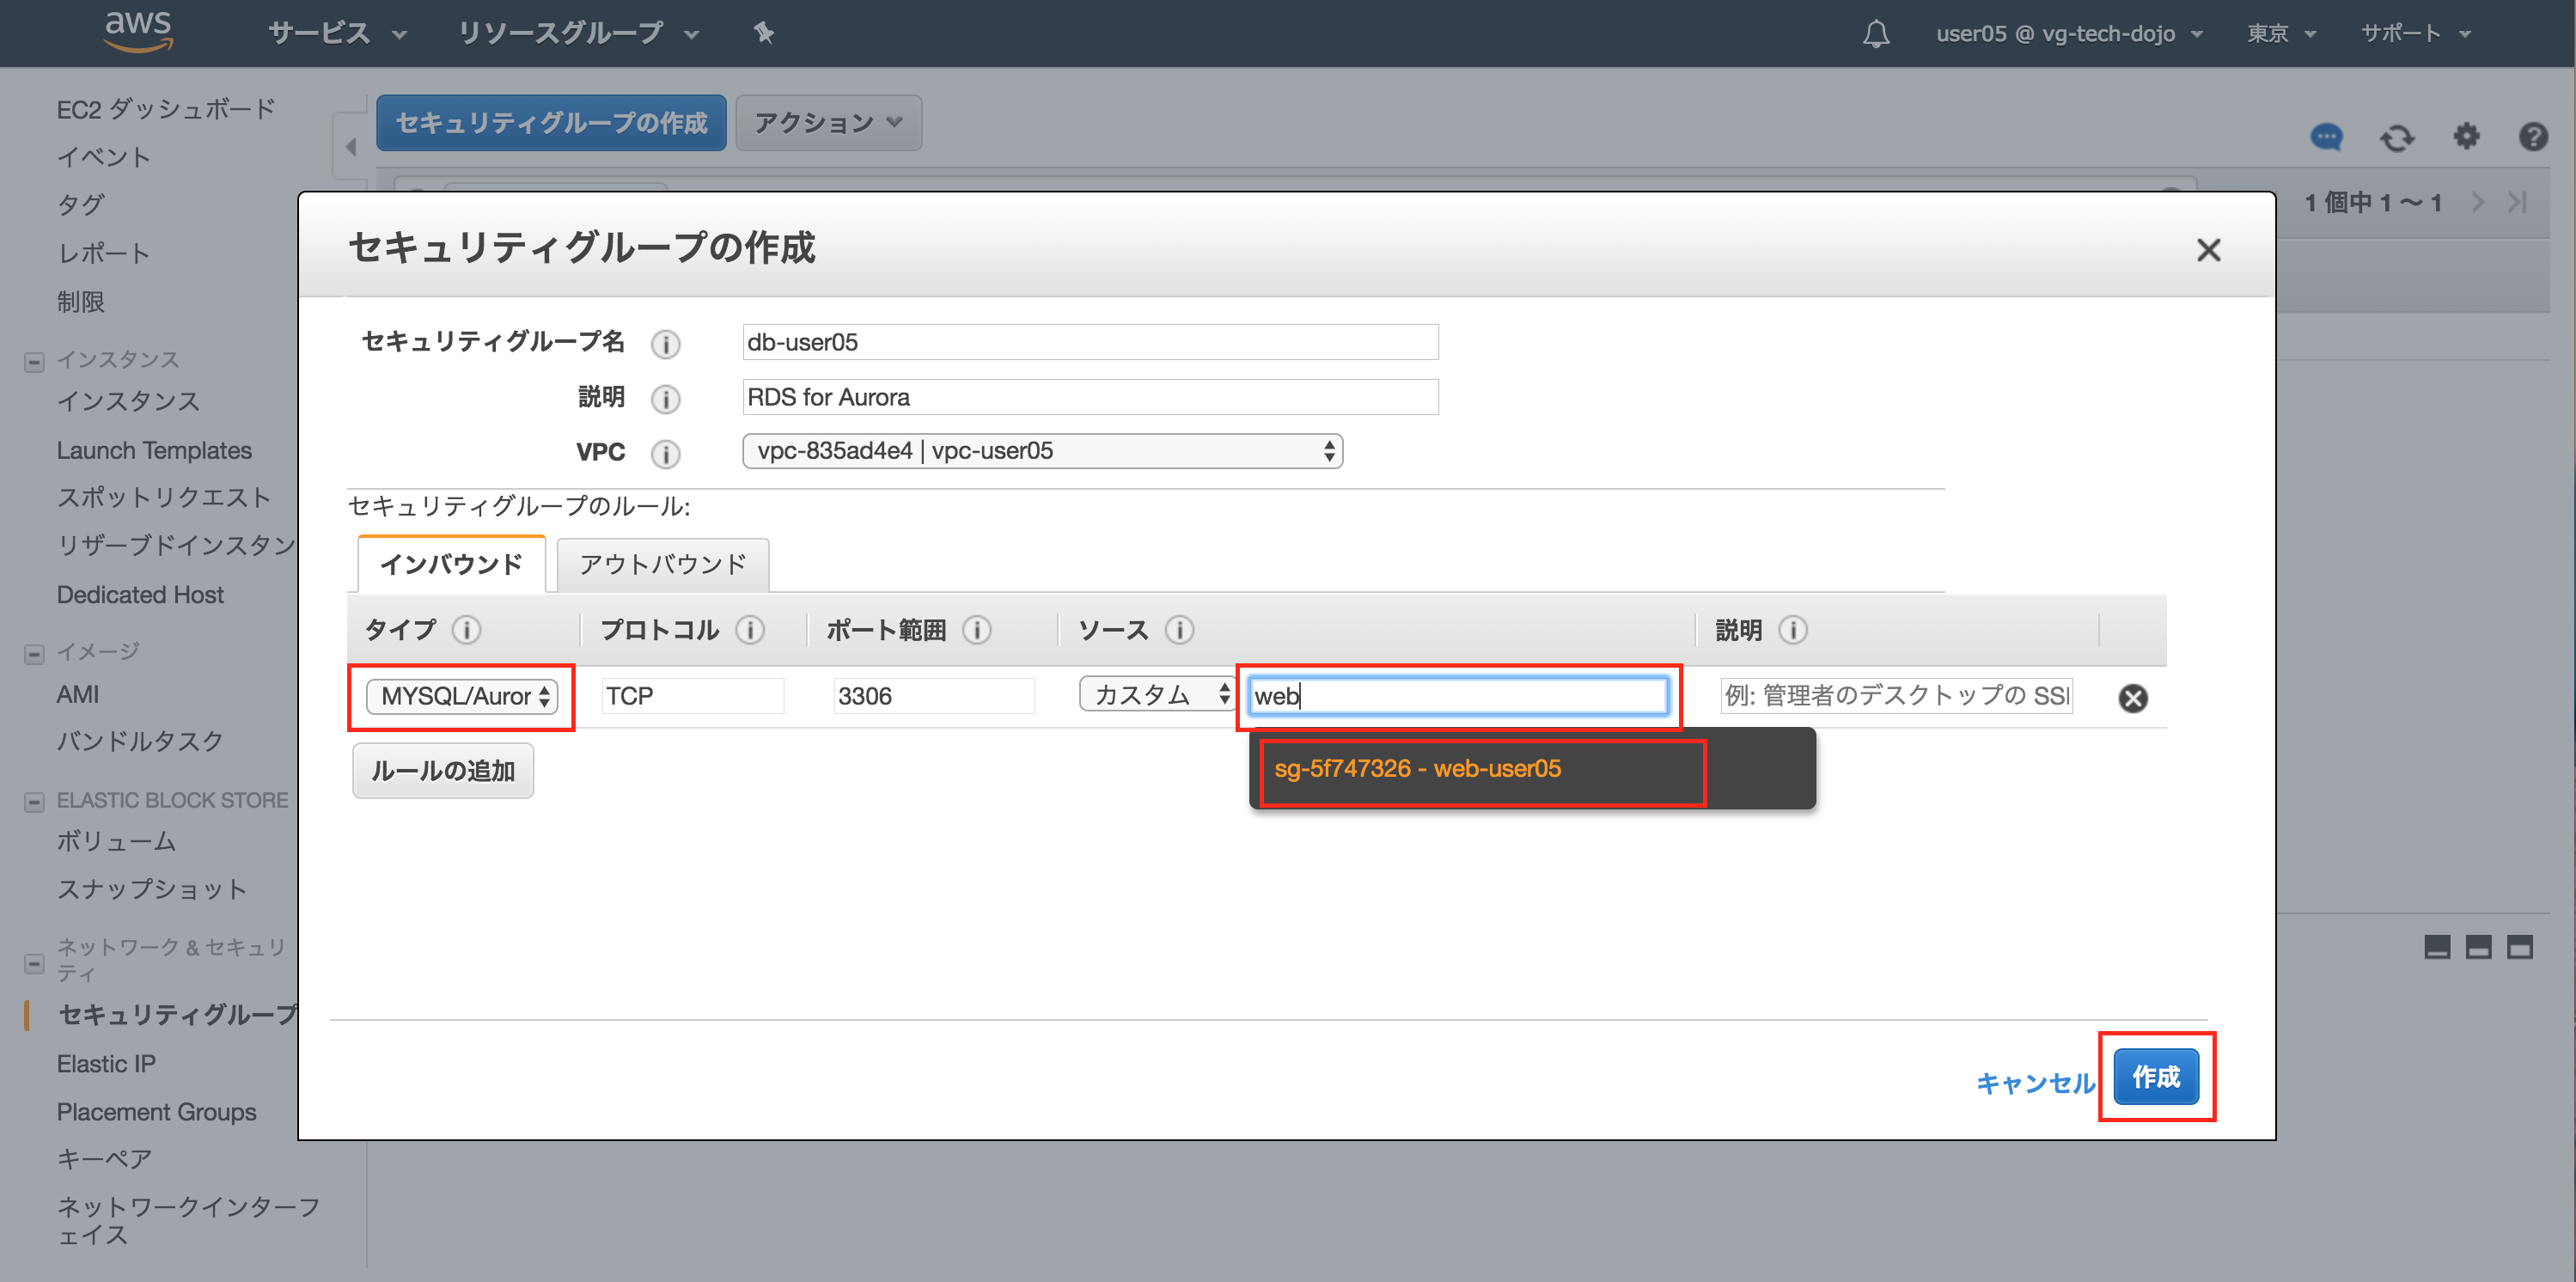 aws サービス リソースグループ user05 @ vg-tech-dojo 東京 サポート
EC2 ダッシュボード
イベント
タグ
レポート
制限
インスタンス
インスタンス
Launch Templates
スポットリクエスト
リザーブドインスタン
Dedicated Host
イメージ
AMI
バンドルタスク
ELASTIC BLOCK STORE
ボリューム
スナップショット
ネットワーク & セキュリ
ティ
セキュリティグループ
Elastic IP
Placement Groups
キーペア
ネットワークインターフ
ェイス
セキュリティグループの作成 アクション
1 個中 1 〜 1
セキュリティグループの作成
セキュリティグループ名 db-user05
説明 RDS for Aurora
VPC vpc-835ad4e4 | vpc-user05
セキュリティグループのルール:
インバウンド アウトバウンド
タイプ プロトコル ポート範囲 ソース 説明
MYSQL/Auror TCP 3306 カスタム web 例: 管理者のデスクトップの SSI
sg-5f747326 - web-user05
ルールの追加
キャンセル 作成